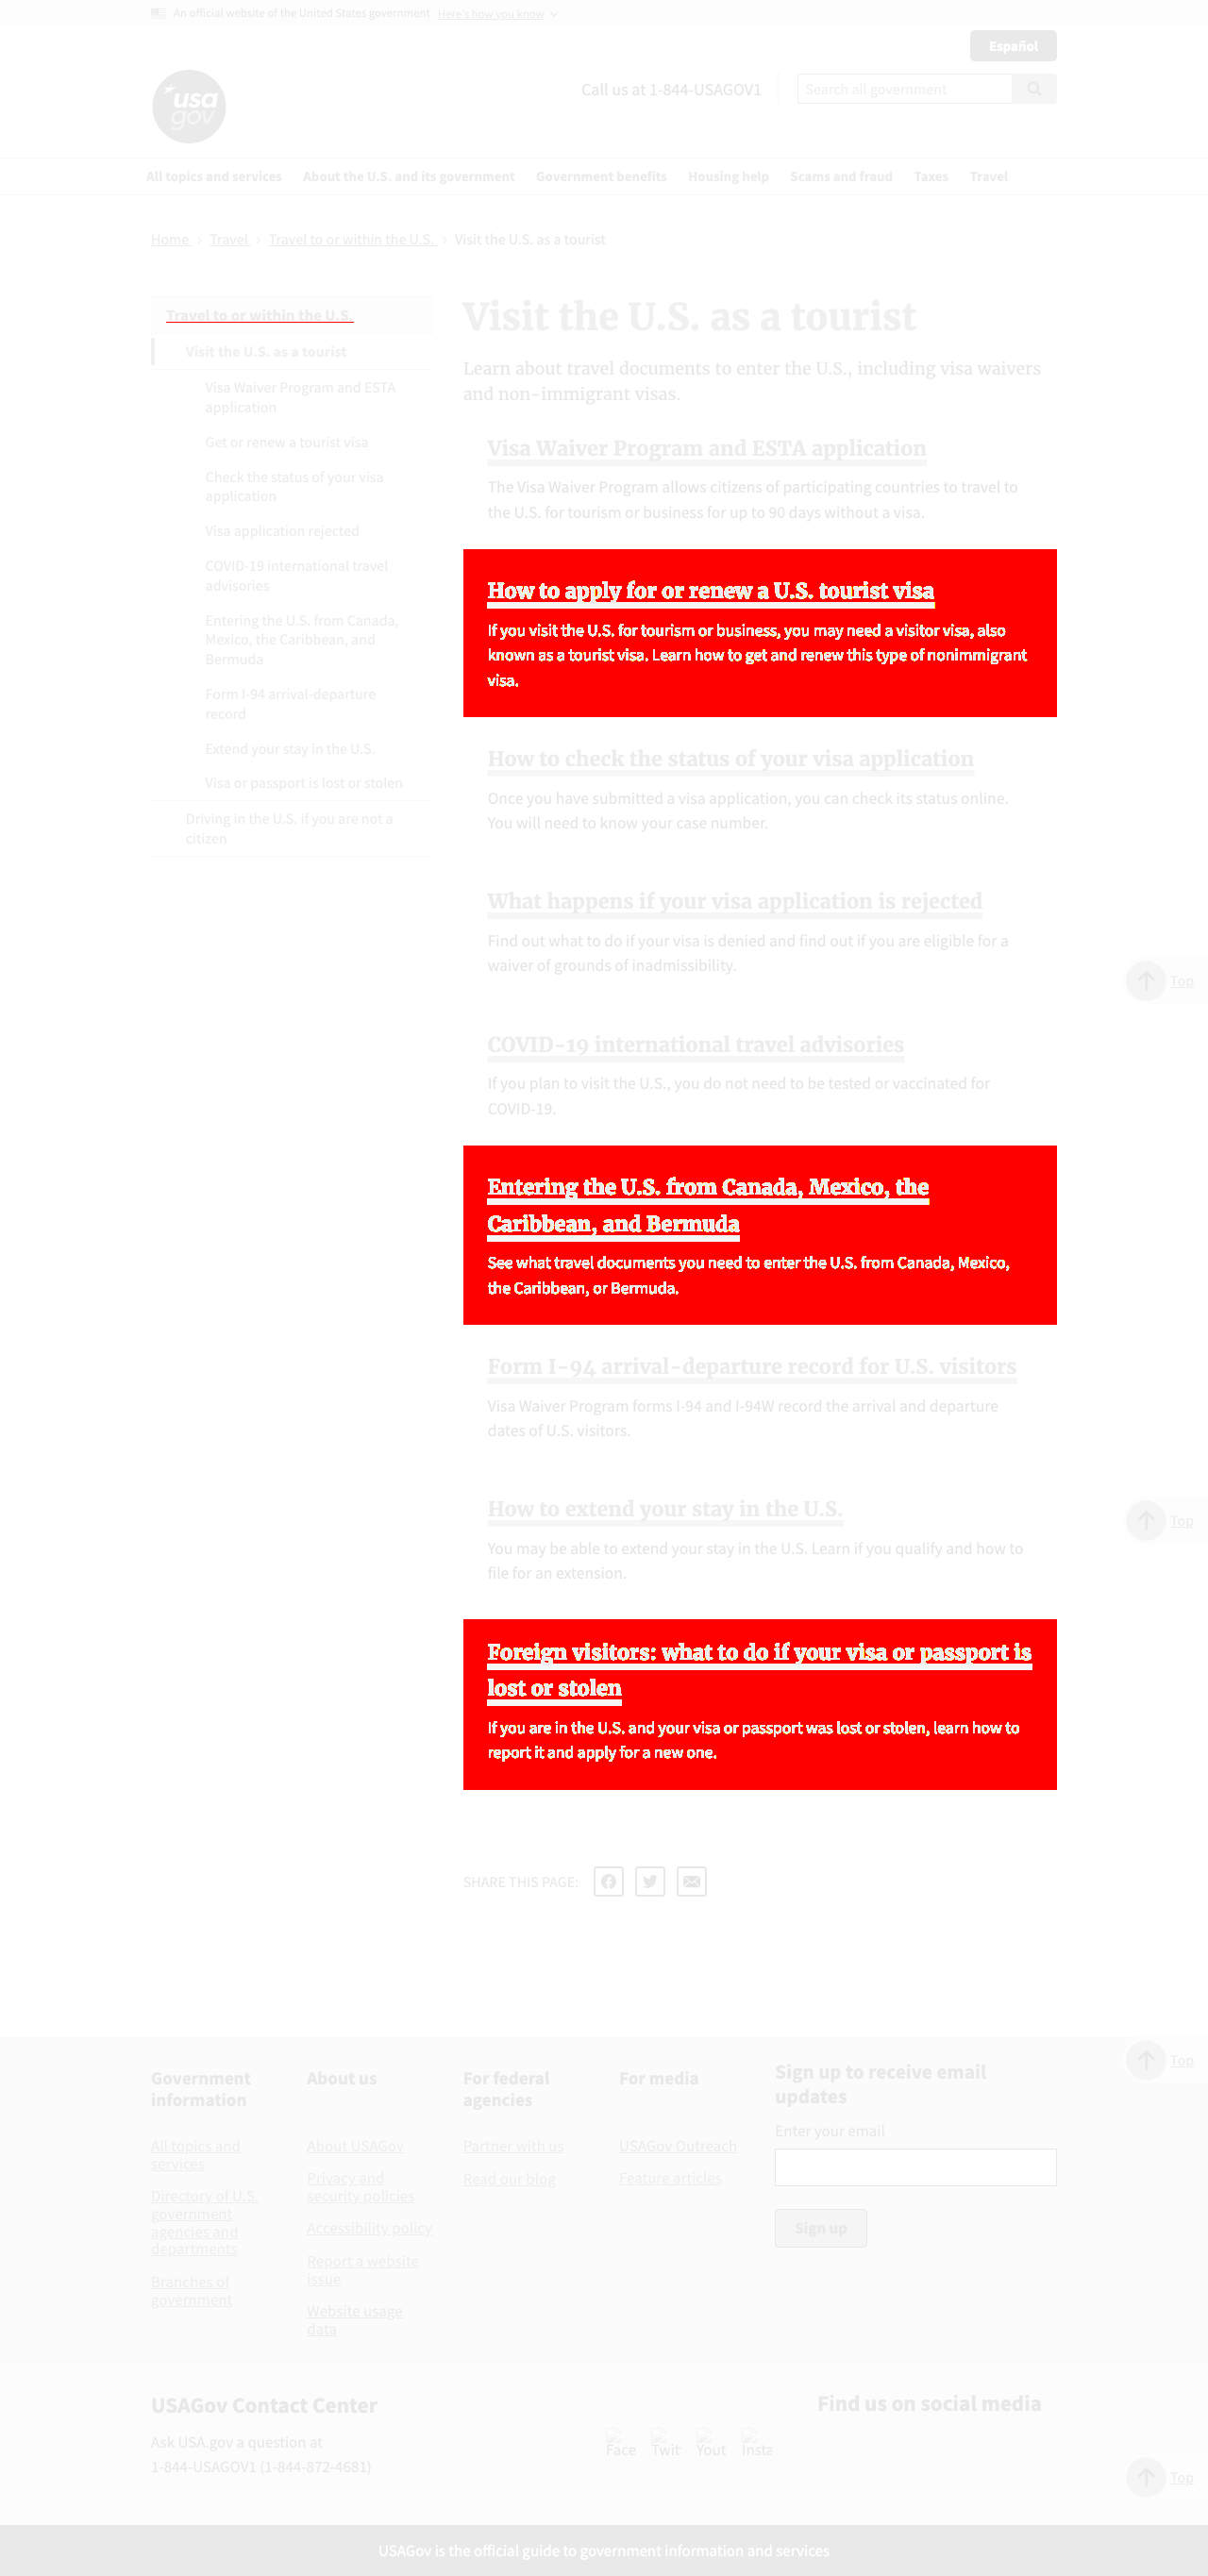 An official website of the United States government Here's how you know
Español
usa
gov
Call us at 1-844-USAGOV1
Search all government
All topics and services About the U.S. and its government Government benefits Housing help Scams and fraud Taxes Travel
Home > Travel > Travel to or within the U.S. > Visit the U.S. as a tourist
Travel to or within the U.S.
Visit the U.S. as a tourist
Visa Waiver Program and ESTA
application
Get or renew a tourist visa
Check the status of your visa
application
Visa application rejected
COVID-19 international travel
advisories
Entering the U.S. from Canada,
Mexico, the Caribbean, and
Bermuda
Form I-94 arrival-departure
record
Extend your stay in the U.S.
Visa or passport is lost or stolen
Driving in the U.S. if you are not a
citizen
Visit the U.S. as a tourist
Learn about travel documents to enter the U.S., including visa waivers
and non-immigrant visas.
Visa Waiver Program and ESTA application
The Visa Waiver Program allows citizens of participating countries to travel to
the U.S. for tourism or business for up to 90 days without a visa.
How to apply for or renew a U.S. tourist visa
If you visit the U.S. for tourism or business, you may need a visitor visa, also
known as a tourist visa. Learn how to get and renew this type of nonimmigrant
visa.
How to check the status of your visa application
Once you have submitted a visa application, you can check its status online.
You will need to know your case number.
What happens if your visa application is rejected
Find out what to do if your visa is denied and find out if you are eligible for a
waiver of grounds of inadmissibility.
Top
COVID-19 international travel advisories
If you plan to visit the U.S., you do not need to be tested or vaccinated for
COVID-19.
Entering the U.S. from Canada, Mexico, the
Caribbean, and Bermuda
See what travel documents you need to enter the U.S. from Canada, Mexico,
the Caribbean, or Bermuda.
Form I-94 arrival-departure record for U.S. visitors
Visa Waiver Program forms I-94 and I-94W record the arrival and departure
dates of U.S. visitors.
How to extend your stay in the U.S.
Top
You may be able to extend your stay in the U.S. Learn if you qualify and how to
file for an extension.
Foreign visitors: what to do if your visa or passport is
lost or stolen
If you are in the U.S. and your visa or passport was lost or stolen, learn how to
report it and apply for a new one.
SHARE THIS PAGE:
Top
Government
information
All topics and
services
Directory of U.S.
government
agencies and
departments
Branches of
government
About us
About USAGov
Privacy and
security policies
Accessibility policy
Report a website
issue
Website usage
data
For federal
agencies
Partner with us
Read our blog
For media
USAGov Outreach
Feature articles
Sign up to receive email
updates
Enter your email
Sign up
USAGov Contact Center
Ask USA.gov a question at
1-844-USAGOV1 (1-844-872-4681)
Find us on social media
Face Twit Yout Insta
Top
USAGov is the official guide to government information and services